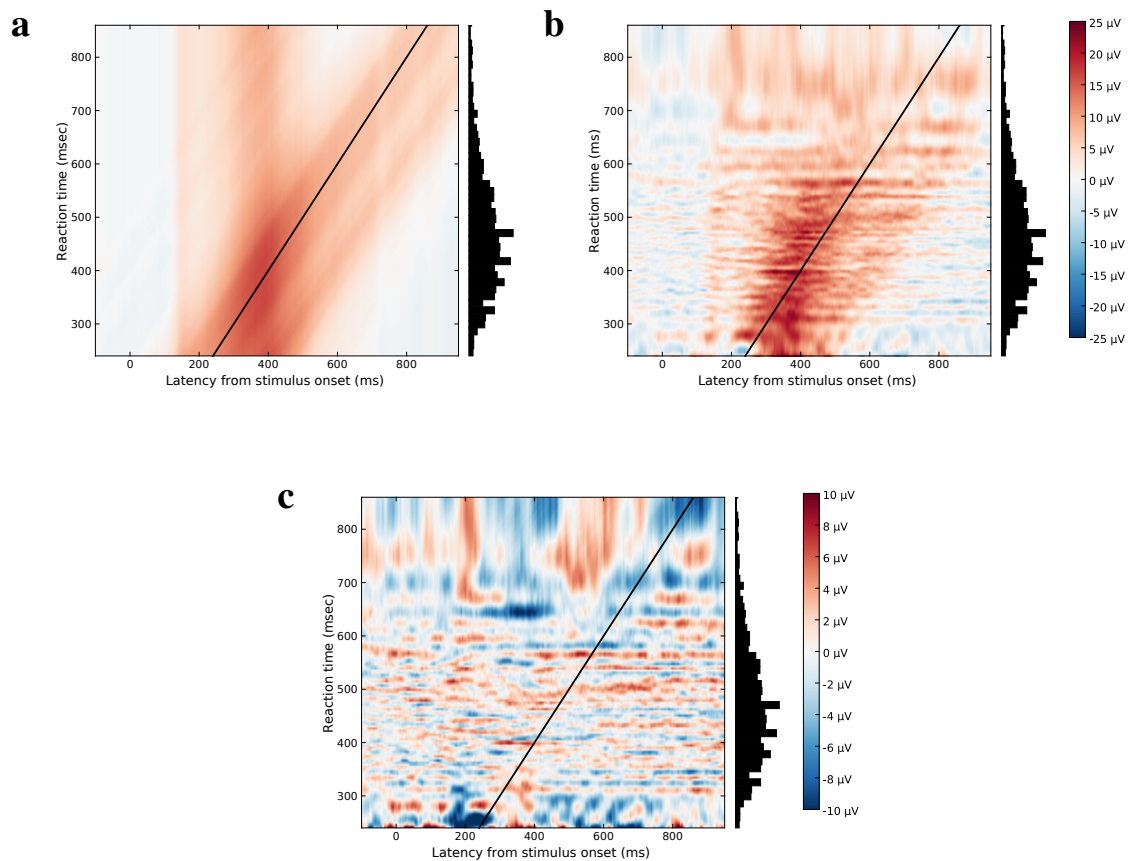 a
800
700
600
500
400
300
Reaction time (msec)
0 200 400 600 800
Latency from stimulus onset (ms)
b
800
700
600
500
400
300
Reaction time (ms)
0 200 400 600 800
Latency from stimulus onset (ms)
25 µV
20 µV
15 µV
10 µV
5 µV
0 µV
-5 µV
-10 µV
-15 µV
-20 µV
-25 µV
c
800
700
600
500
400
300
Reaction time (msec)
0 200 400 600 800
Latency from stimulus onset (ms)
10 µV
8 µV
6 µV
4 µV
2 µV
0 µV
-2 µV
-4 µV
-6 µV
-8 µV
-10 µV